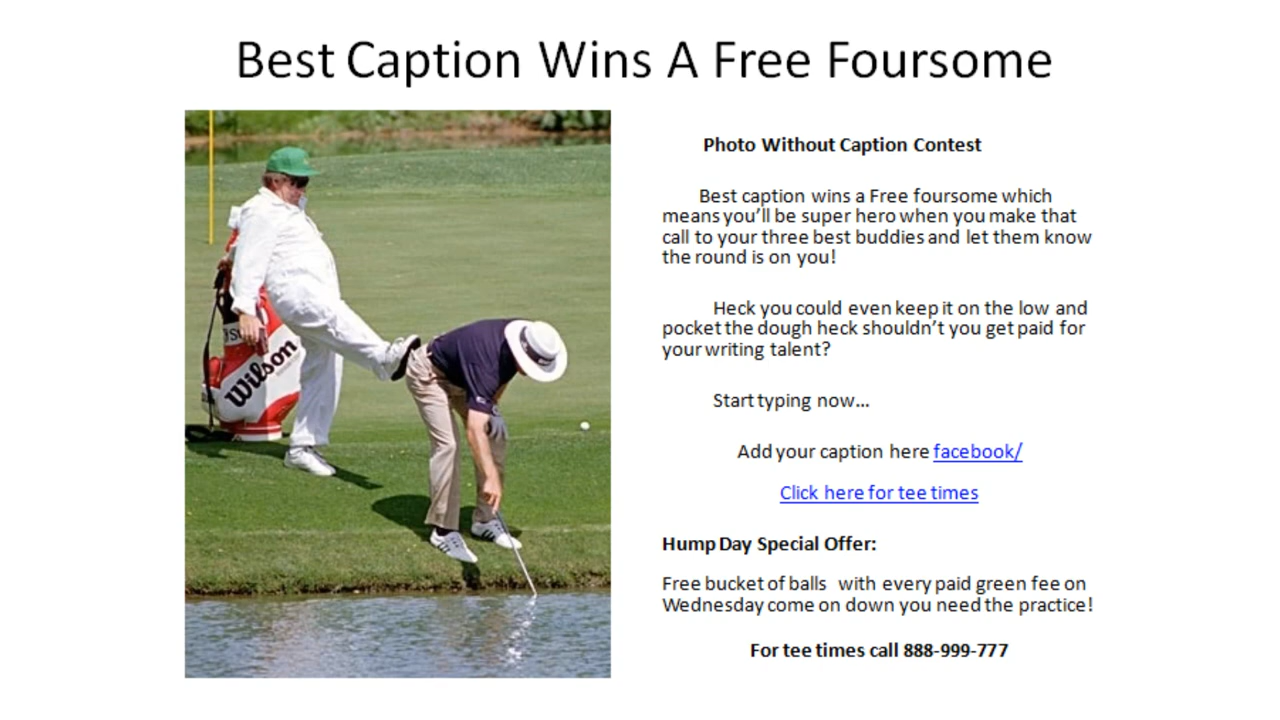 Best Caption Wins A Free Foursome
Photo Without Caption Contest
Best caption wins a Free foursome which
means you'll be super hero when you make that
call to your three best buddies and let them know
the round is on you!
Heck you could even keep it on the low and
pocket the dough heck shouldn't you get paid for
your writing talent?
Start typing now...
Add your caption here facebook/
Click here for tee times
Hump Day Special Offer:
Free bucket of balls with every paid green fee on
Wednesday come on down you need the practice!
For tee times call 888-999-777
Wilson